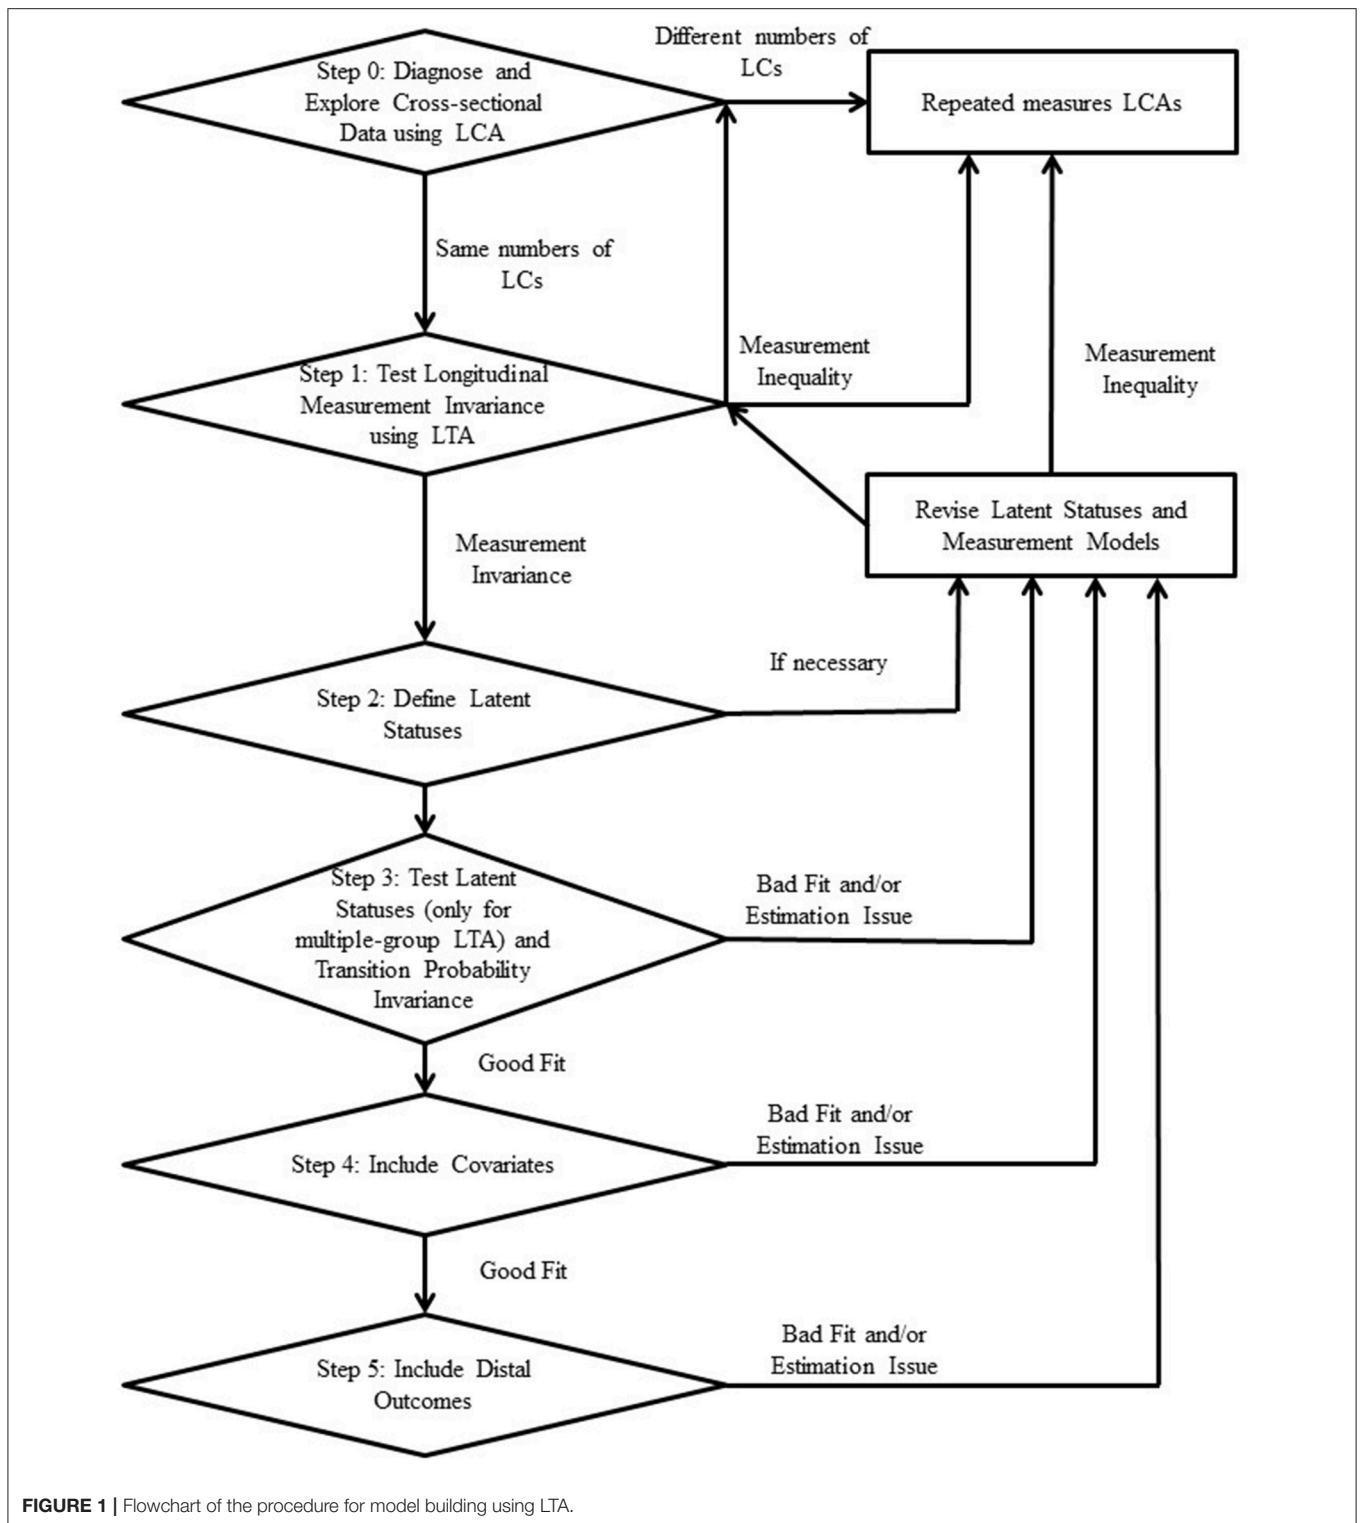 Different numbers of
LCs
Step 0: Diagnose and
Explore Cross-sectional
Data using LCA
Repeated measures LCAs
Same numbers of
LCs
Measurement
Inequality
Measurement
Inequality
Step 1: Test Longitudinal
Measurement Invariance
using LTA
Revise Latent Statuses and
Measurement Models
Measurement
Invariance
If necessary
Step 2: Define Latent
Statuses
Step 3: Test Latent
Statuses (only for
multiple-group LTA) and
Transition Probability
Invariance
Bad Fit and/or
Estimation Issue
Good Fit
Bad Fit and/or
Estimation Issue
Step 4: Include Covariates
Good Fit
Bad Fit and/or
Estimation Issue
Step 5: Include Distal
Outcomes
FIGURE 1 | Flowchart of the procedure for model building using LTA.